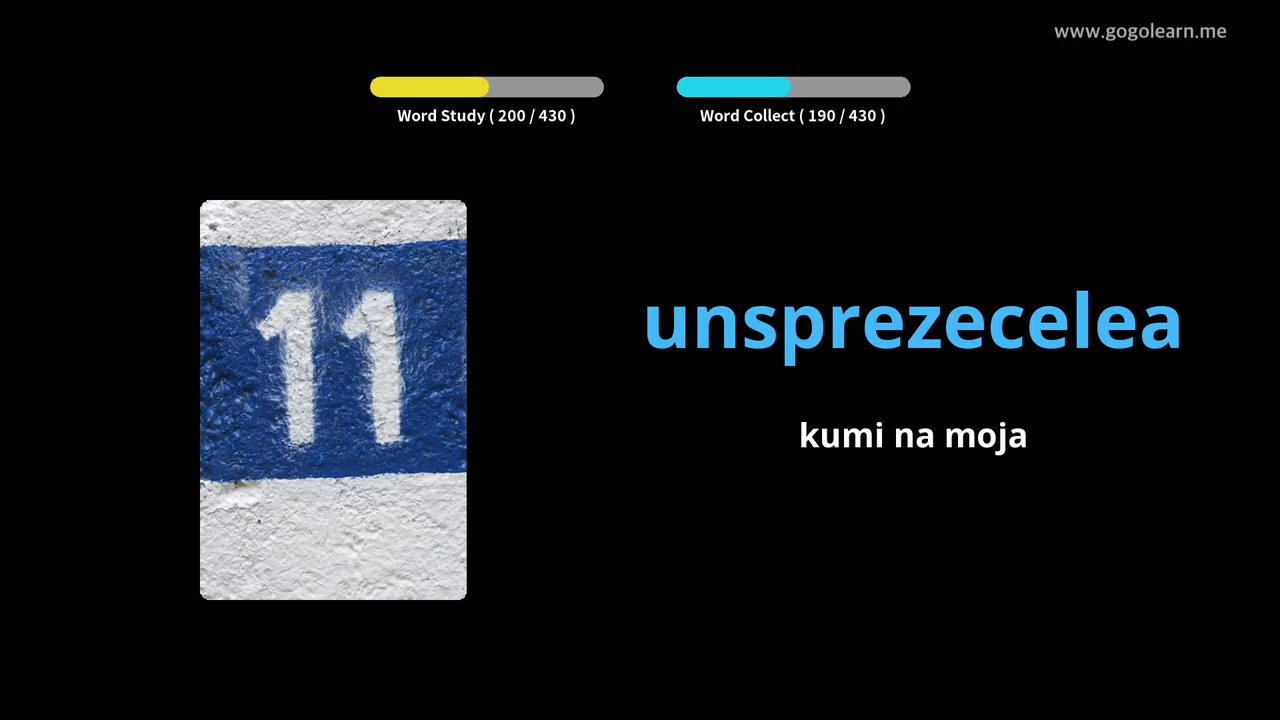 www.gogolearn.me
Word Study ( 200 / 430 )
Word Collect ( 190 / 430 )
11
unsprezecelea
kumi na moja